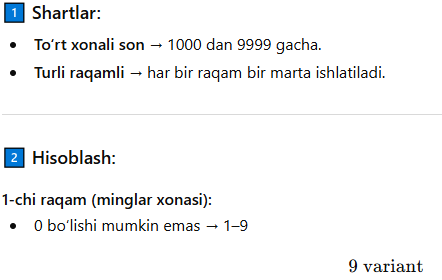 1 Shartlar:
• To‘rt xonali son → 1000 dan 9999 gacha.
• Turli raqamli → har bir raqam bir marta ishlatiladi.
2 Hisoblash:
1-chi raqam (minglar xonasi):
• 0 bo‘lishi mumkin emas → 1–9
9 variant